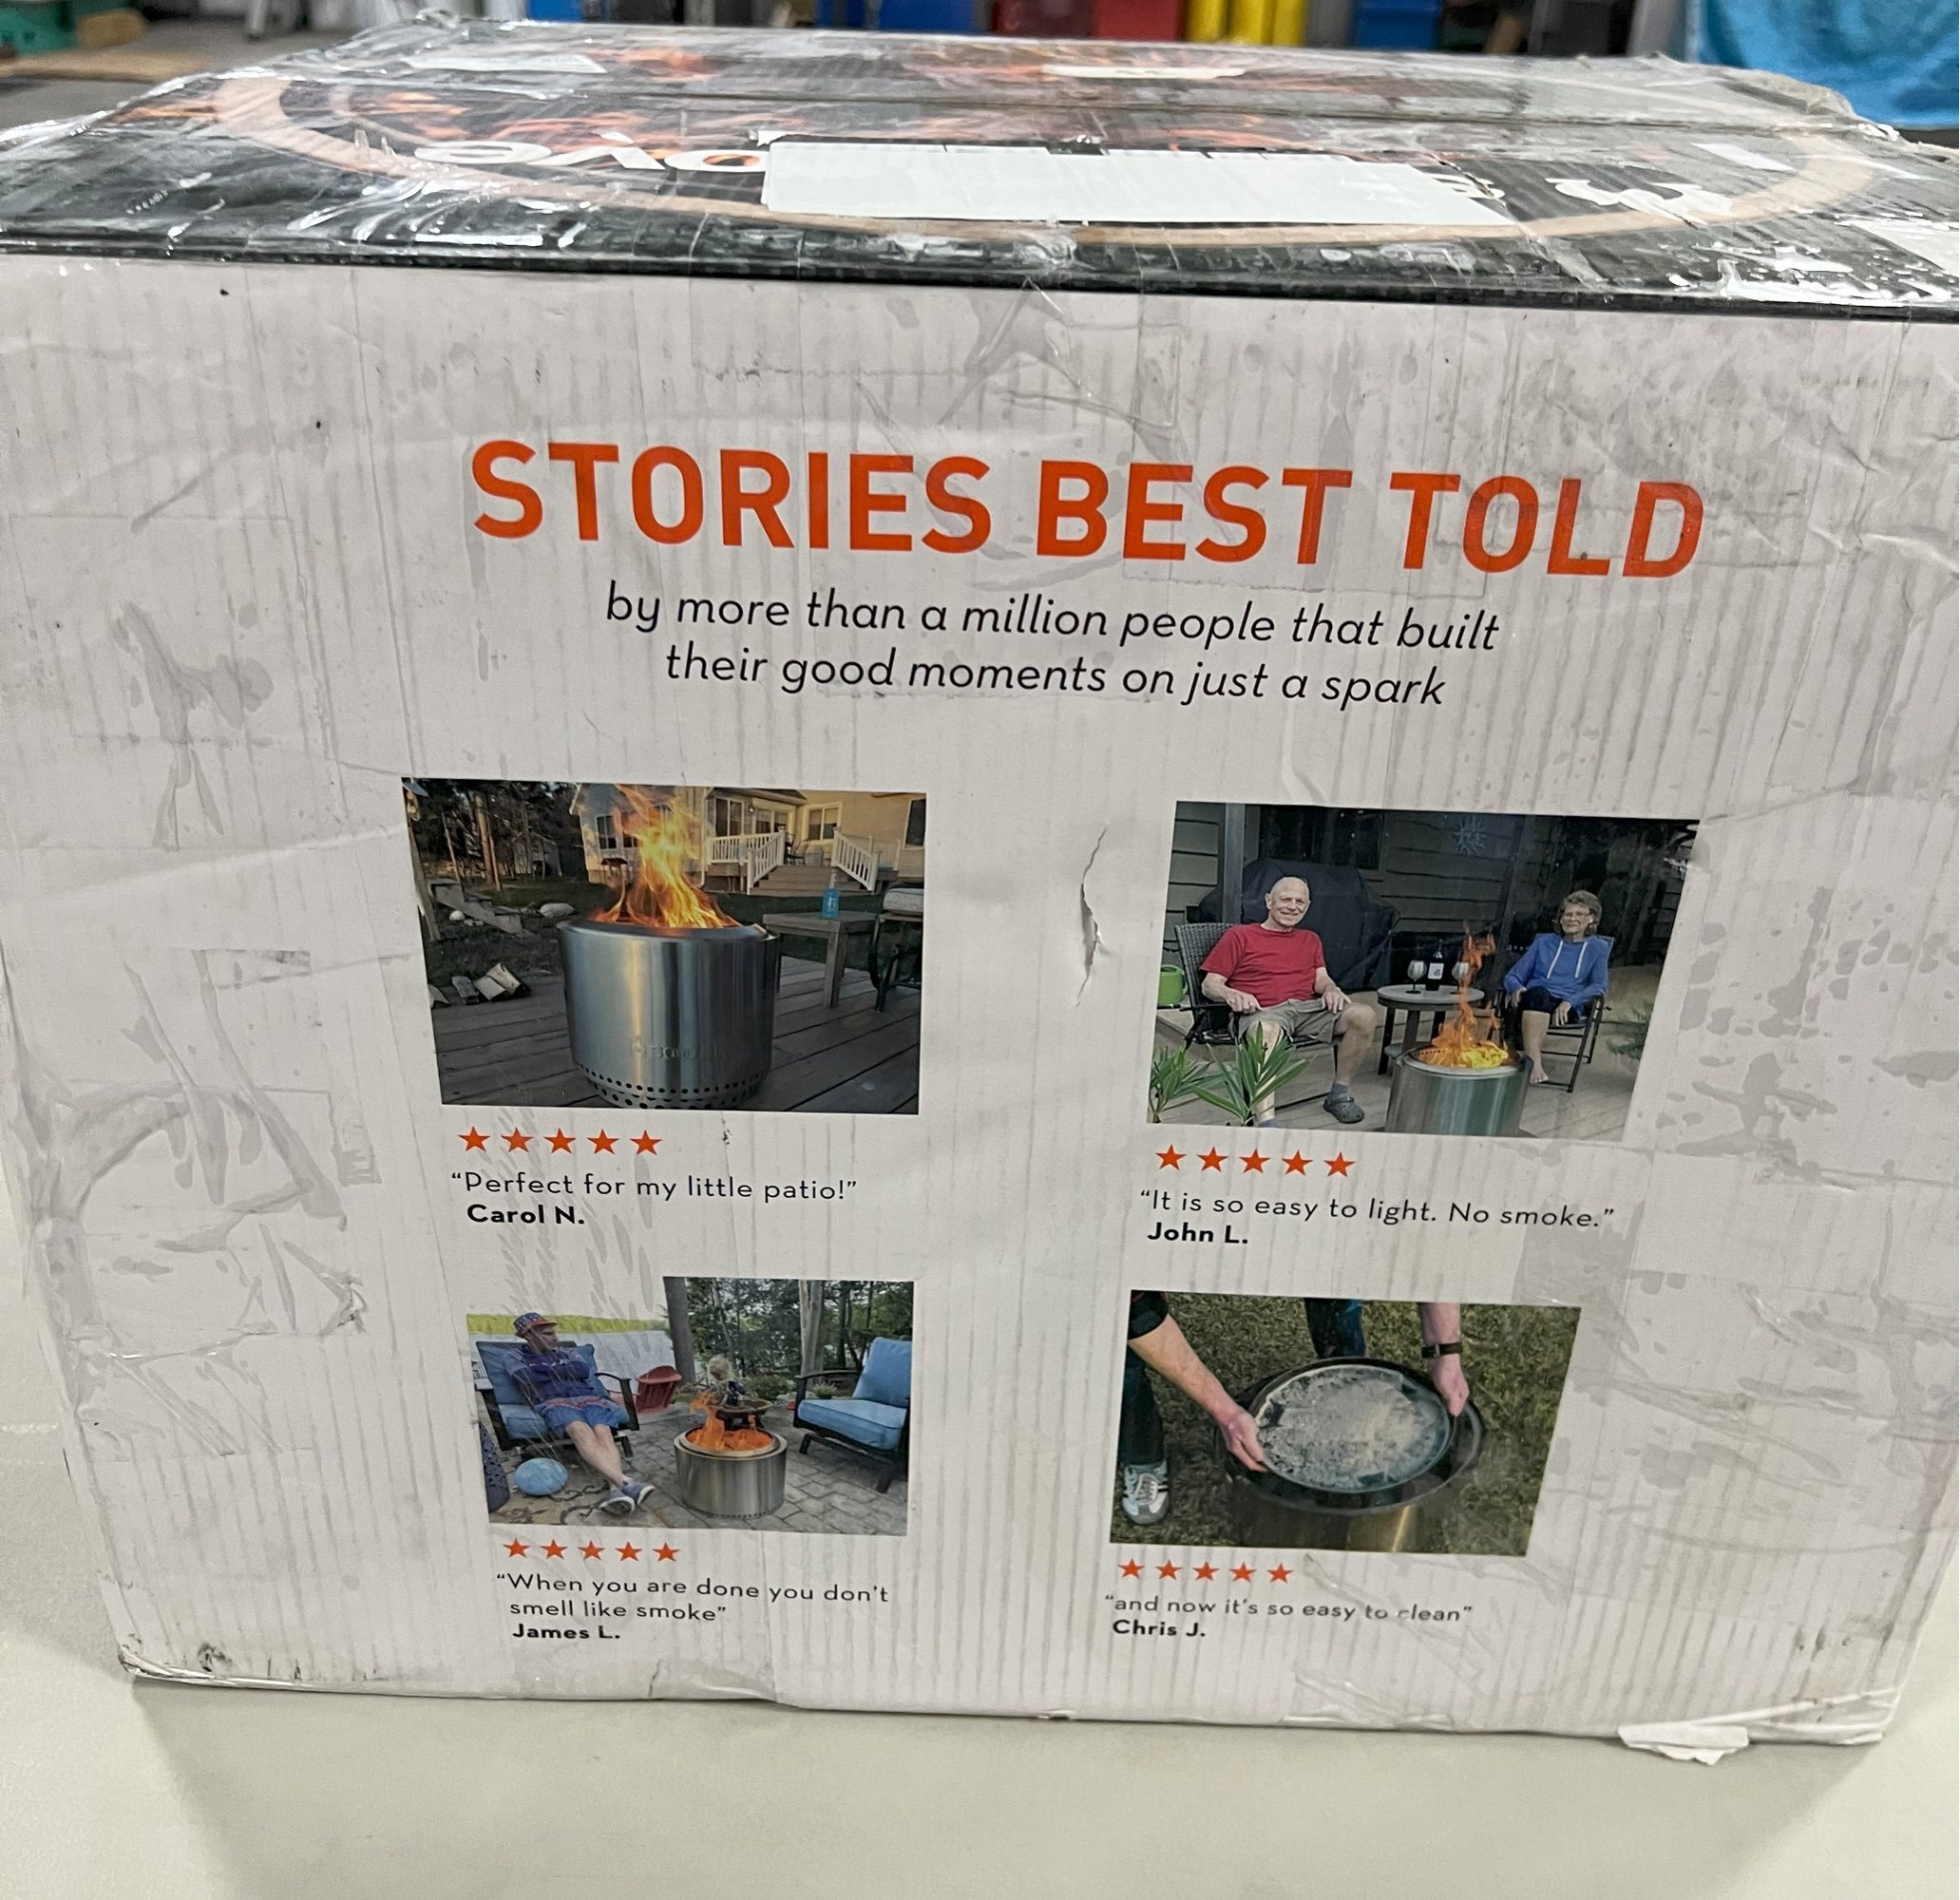 STORIES BEST TOLD
by more than a million people that built
their good moments on just a spark
“Perfect for my little patio!”
Carol N.
“It is so easy to light. No smoke.”
John L.
“When you are done you don't
smell like smoke”
James L.
“and now it's so easy to clean”
Chris J.